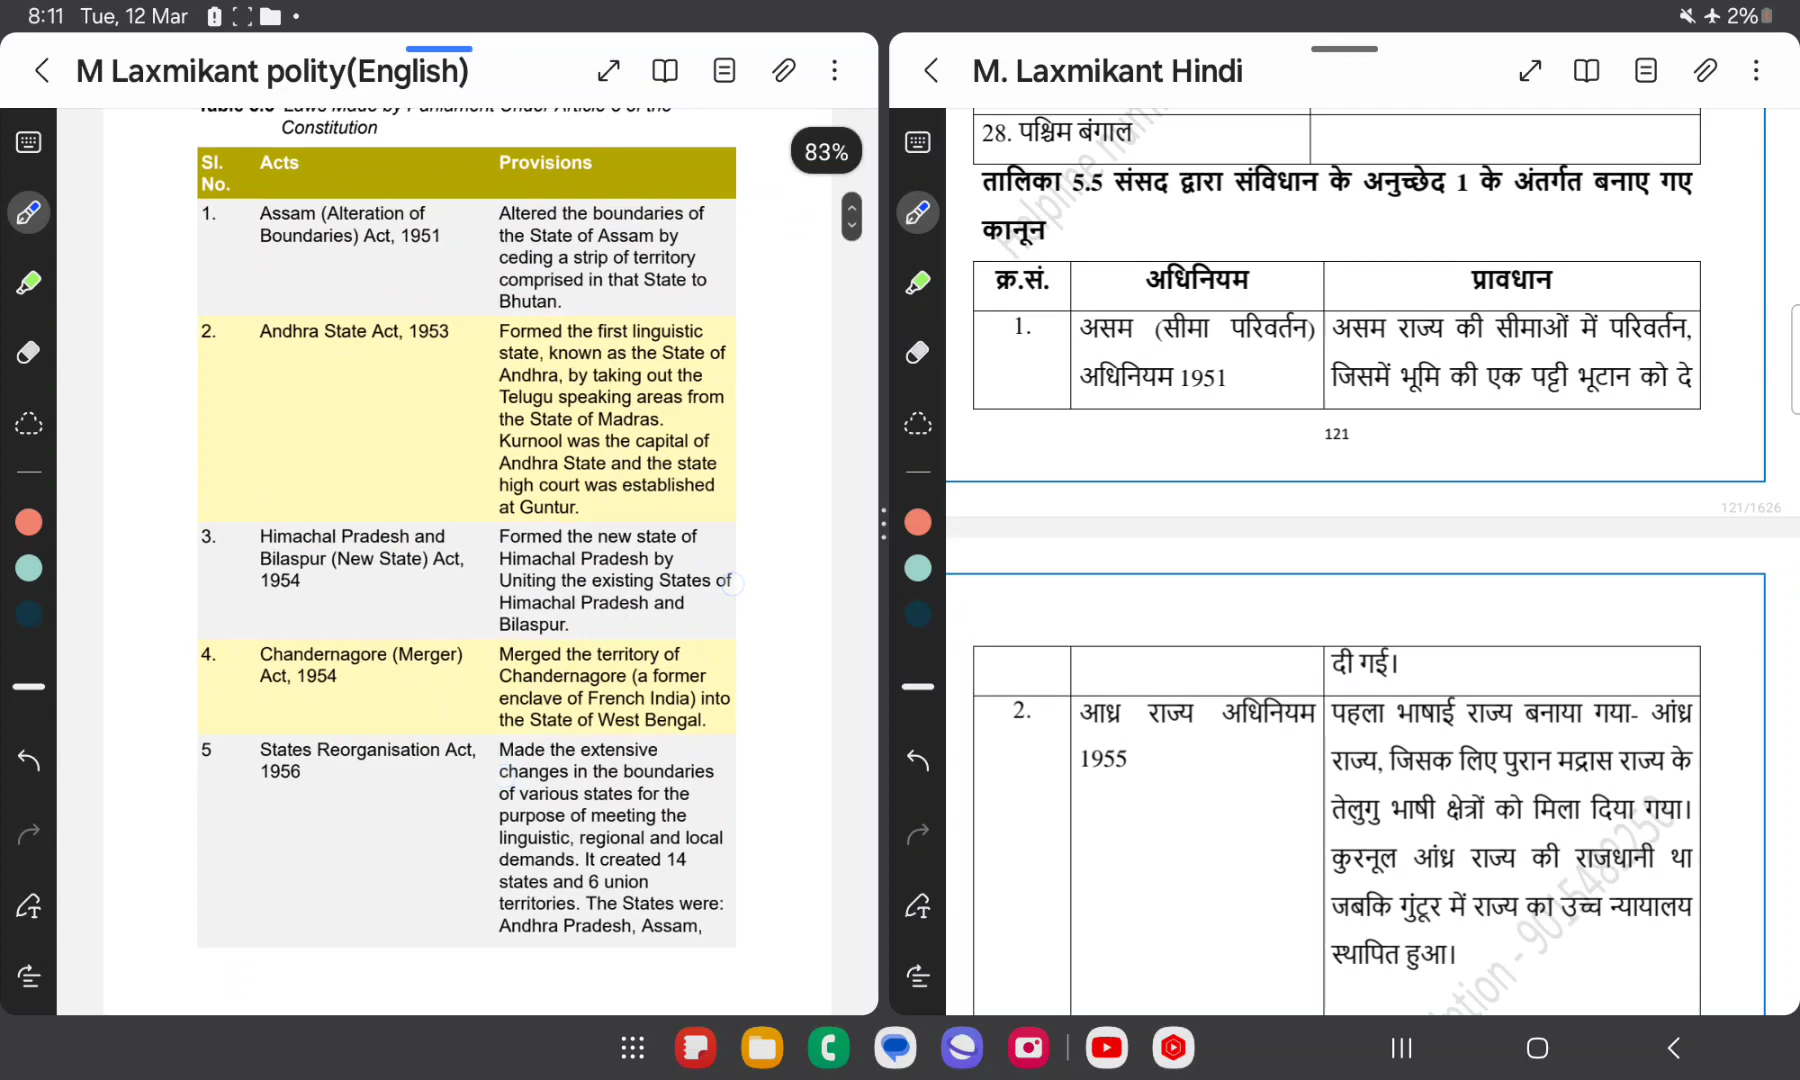 8:11 Tue, 12 Mar
2%
M Laxmikant polity(English)
Constitution
83%
Sl. No. Acts Provisions
1. Assam (Alteration of Boundaries) Act, 1951
Altered the boundaries of
the State of Assam by
ceding a strip of territory
comprised in that State to
Bhutan.
2. Andhra State Act, 1953
Formed the first linguistic
state, known as the State of
Andhra, by taking out the
Telugu speaking areas from
the State of Madras.
Kurnool was the capital of
Andhra State and the state
high court was established
at Guntur.
3. Himachal Pradesh and
Bilaspur (New State) Act,
1954
Formed the new state of
Himachal Pradesh by
Uniting the existing States of
Himachal Pradesh and
Bilaspur.
4. Chandernagore (Merger)
Act, 1954
Merged the territory of
Chandernagore (a former
enclave of French India) into
the State of West Bengal.
5 States Reorganisation Act,
1956
Made the extensive
changes in the boundaries
of various states for the
purpose of meeting the
linguistic, regional and local
demands. It created 14
states and 6 union
territories. The States were:
Andhra Pradesh, Assam,
M. Laxmikant Hindi
28. पश्चिम बंगाल
तालिका 5.5 संसद द्वारा संविधान के अनुच्छेद 1 के अंतर्गत बनाए गए
कानून
क्र.सं. अधिनियम प्रावधान
1. असम (सीमा परिवर्तन)
अधिनियम 1951
असम राज्य की सीमाओं में परिवर्तन,
जिसमें भूमि की एक पट्टी भूटान को दे
121
121/1626
दी गई।
2. आध्र राज्य अधिनियम
1955
पहला भाषाई राज्य बनाया गया- आंध्र
राज्य, जिसक लिए पुरान मद्रास राज्य के
तेलुगु भाषी क्षेत्रों को मिला दिया गया।
कुरनूल आंध्र राज्य की राजधानी था
जबकि गुंटूर में राज्य का उच्च न्यायालय
स्थापित हुआ।